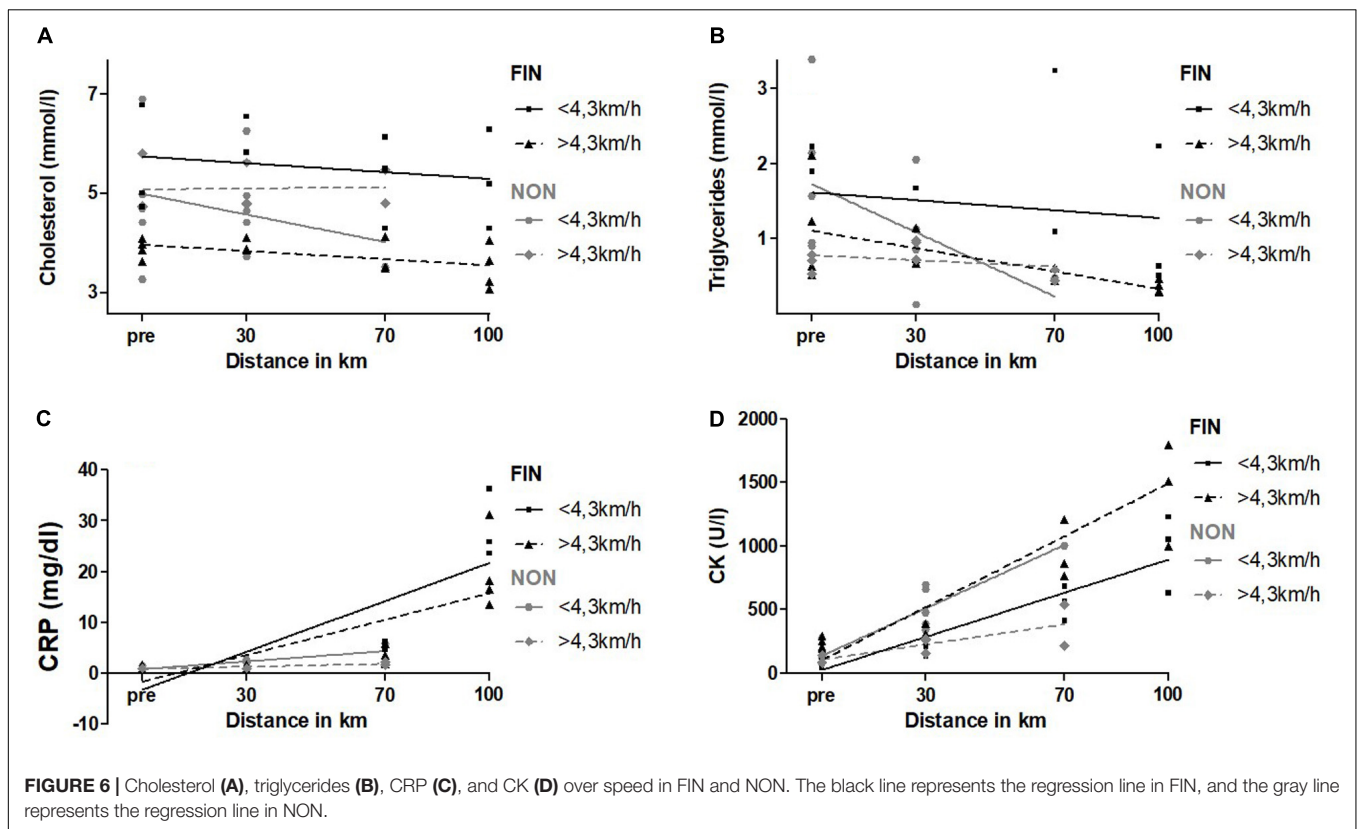 A
Cholesterol (mmol/l)
7
5
3
pre 30 70 100
Distance in km
FIN
<4,3km/h
>4,3km/h
NON
<4,3km/h
>4,3km/h
B
Triglycerides (mmol/l)
3
2
1
pre 30 70 100
Distance in km
FIN
<4,3km/h
>4,3km/h
NON
<4,3km/h
>4,3km/h
C
CRP (mg/dl)
40
30
20
10
0
-10
pre 30 70 100
Distance in km
FIN
<4,3km/h
>4,3km/h
NON
<4,3km/h
>4,3km/h
D
CK (U/l)
2000
1500
1000
500
0
pre 30 70 100
Distance in km
FIN
<4,3km/h
>4,3km/h
NON
<4,3km/h
>4,3km/h
FIGURE 6 | Cholesterol (A), triglycerides (B), CRP (C), and CK (D) over speed in FIN and NON. The black line represents the regression line in FIN, and the gray line
represents the regression line in NON.